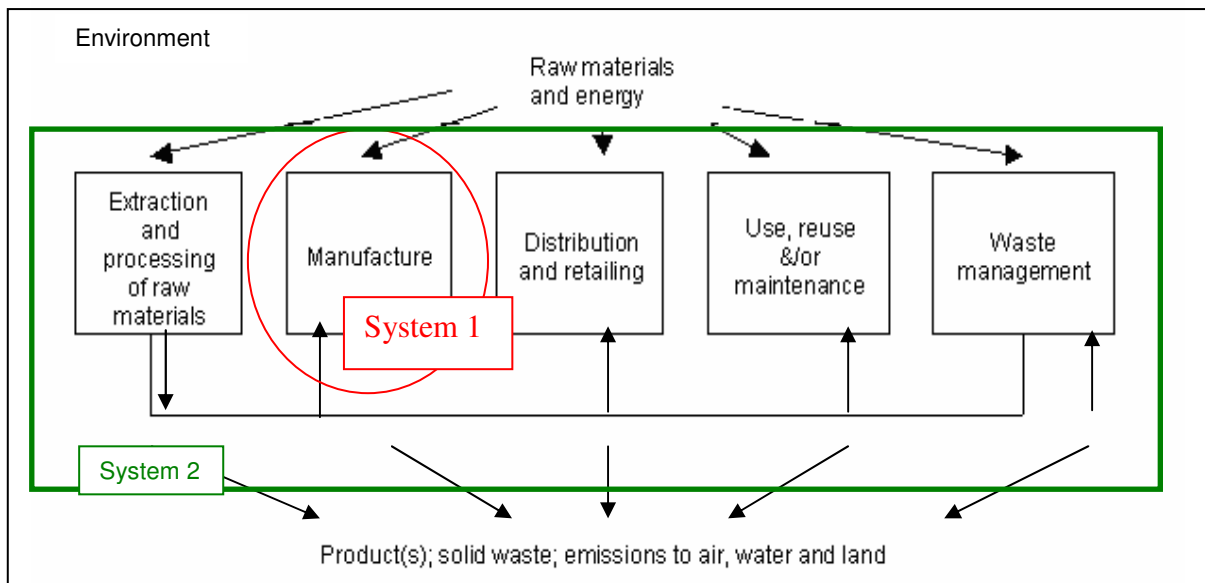 Environment
Raw materials
and energy
Extraction
and
processing
of raw
materials
Manufacture
Distribution
and retailing
Use, reuse
&/or
maintenance
Waste
management
System 1
System 2
Product(s); solid waste; emissions to air, water and land